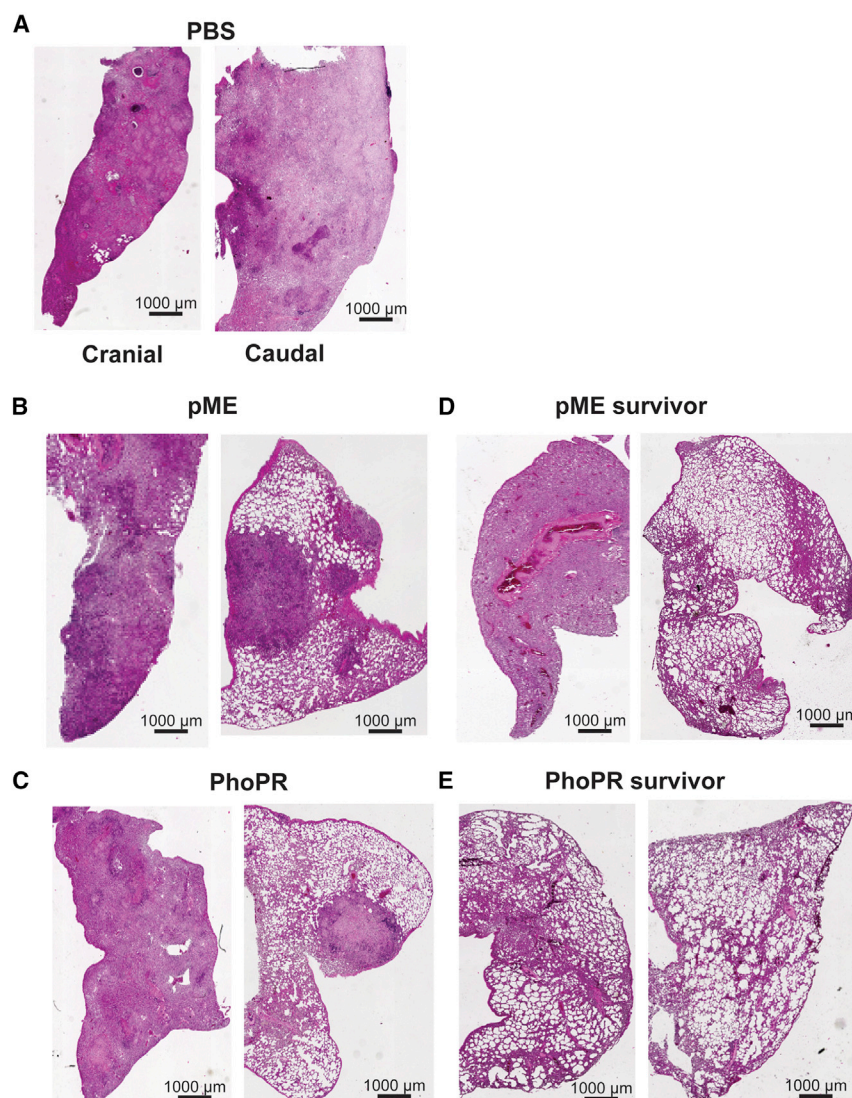 A
PBS
1000 µm
1000 µm
Cranial
Caudal
B
pME
1000 µm
1000 µm
D
pME survivor
1000 µm
1000 µm
C
PhoPR
1000 µm
1000 µm
E
PhoPR survivor
1000 µm
1000 µm